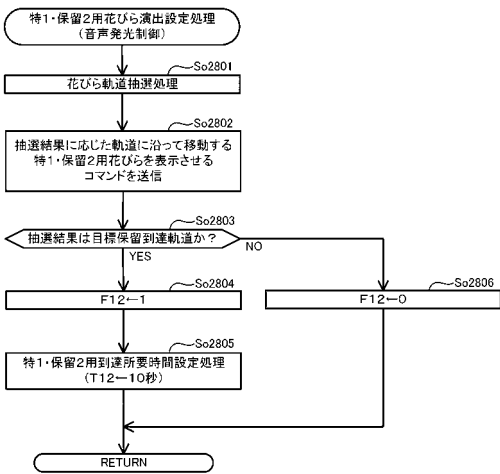 特1・保留2用花びら演出設定処理
(音声発光制御)
So2801
花びら軌道抽選処理
So2802
抽選結果に応じた軌道に沿って移動する
特1・保留2用花びらを表示させる
コマンドを送信
So2803
抽選結果は目標保留到達軌道か?
YES
NO
So2804
F12←1
So2806
F12←0
So2805
特1・保留2用到達所要時間設定処理
(T12←10秒)
RETURN